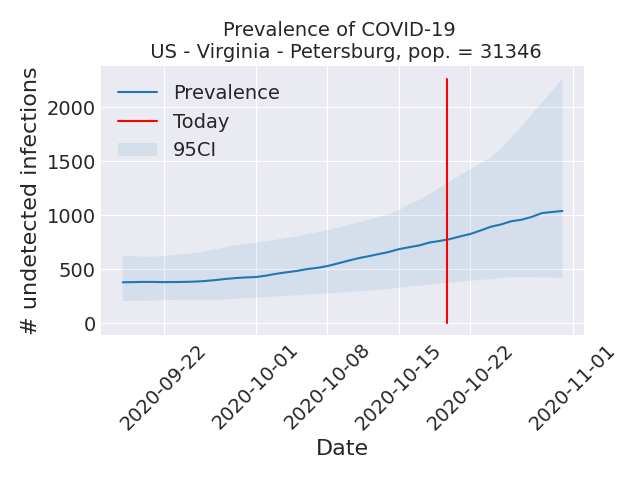 Prevalence of COVID-19
US - Virginia - Petersburg, pop. = 31346
# undetected infections
2000
1500
1000
500
0
Prevalence
Today
95CI
2020-09-22
2020-10-01
2020-10-08
2020-10-15
2020-10-22
2020-11-01
Date